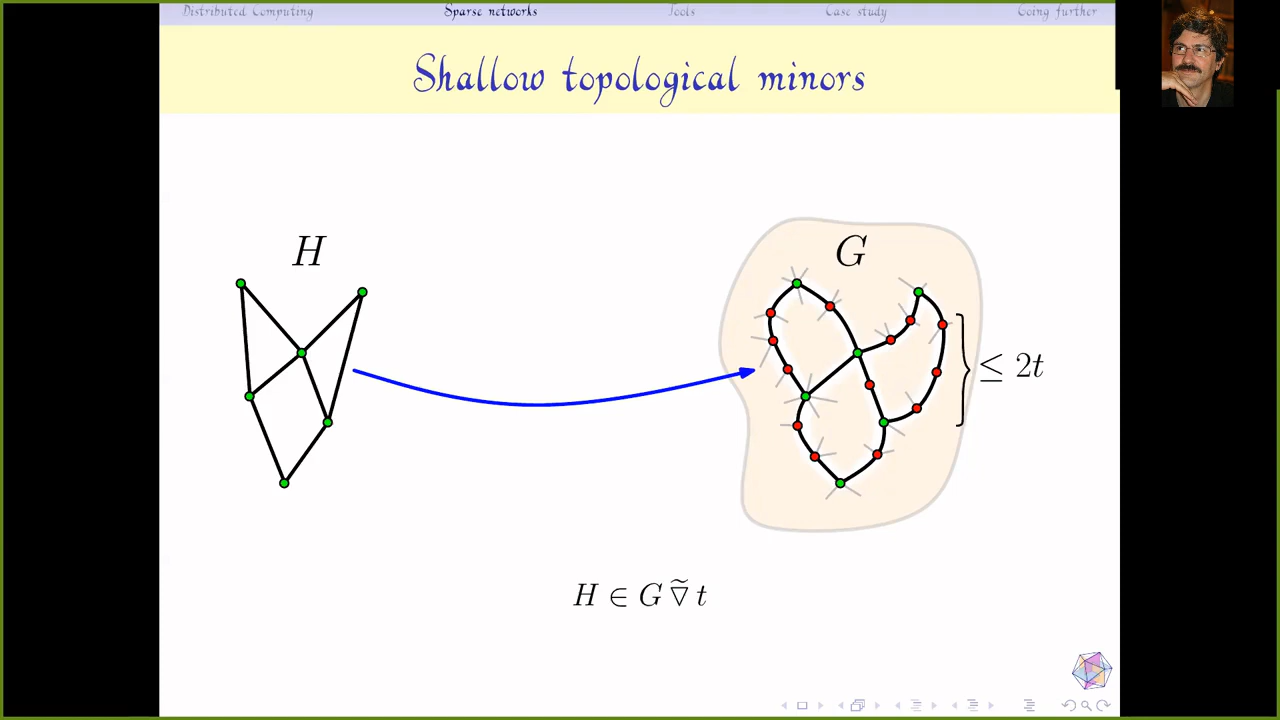 Distributed Computing Sparse networks Tools Case study Going further
Shallow topological minors
H
G
≤ 2t
H ∈ G ∇̃ t